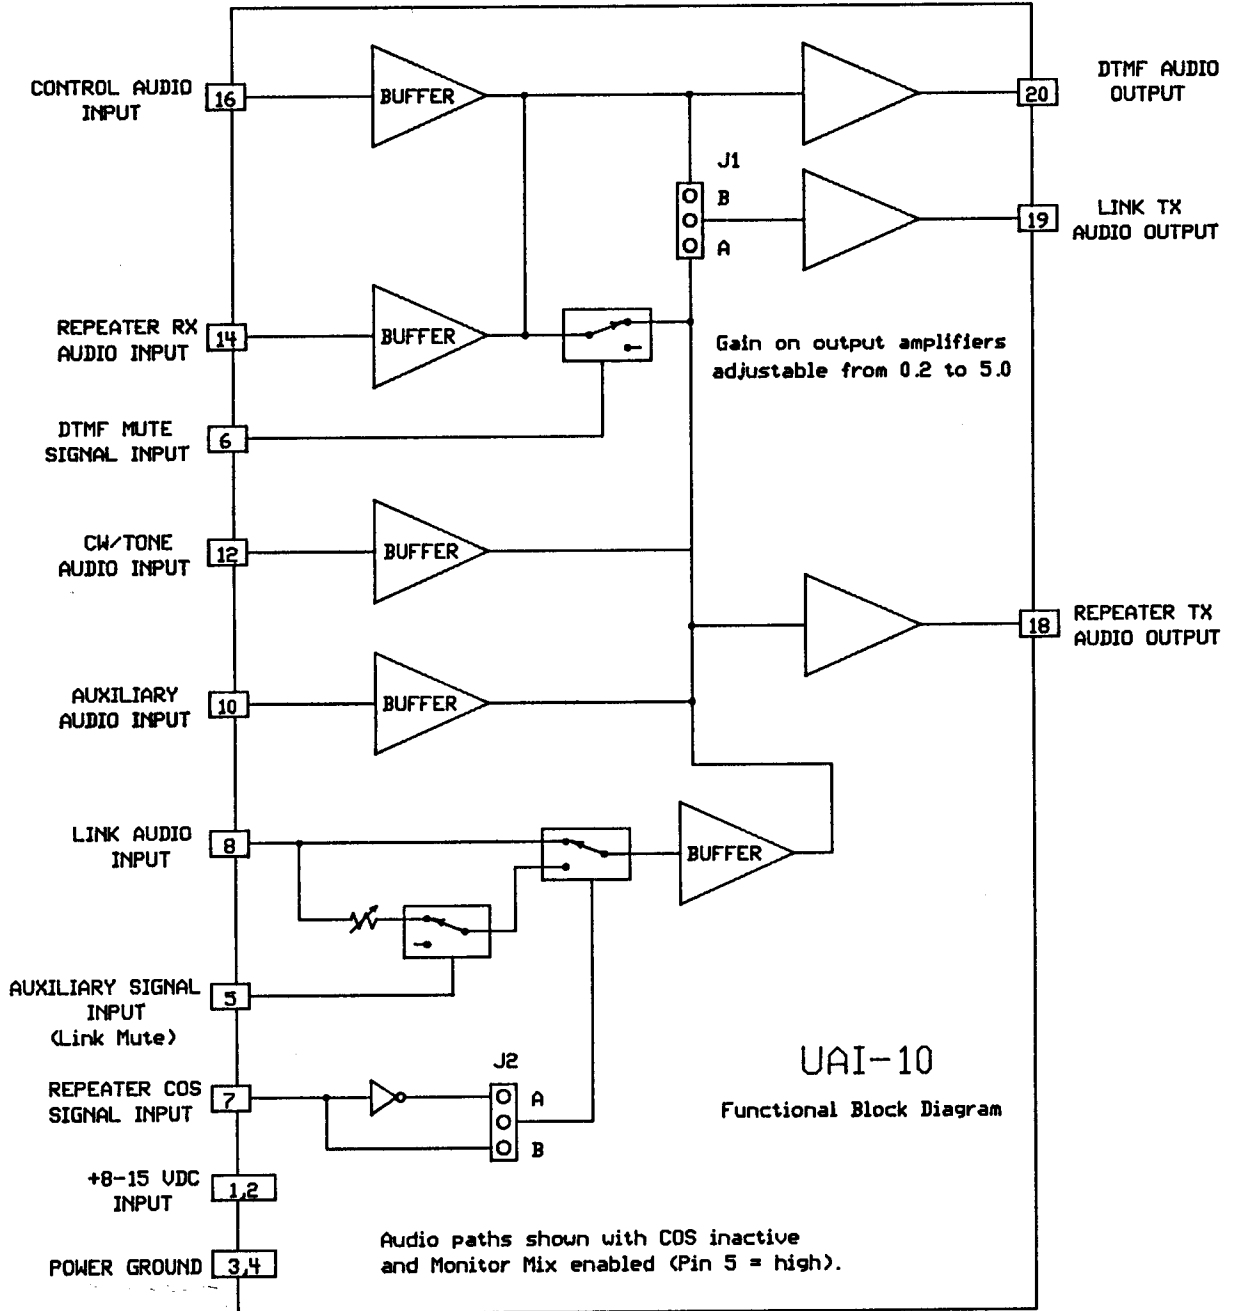 CONTROL AUDIO
INPUT
16
BUFFER
20
DTMF AUDIO
OUTPUT
J1
B
A
19
LINK TX
AUDIO OUTPUT
REPEATER RX
AUDIO INPUT
14
BUFFER
Gain on output amplifiers
adjustable from 0.2 to 5.0
DTMF MUTE
SIGNAL INPUT
6
CW/TONE
AUDIO INPUT
12
BUFFER
18
REPEATER TX
AUDIO OUTPUT
AUXILIARY
AUDIO INPUT
10
BUFFER
LINK AUDIO
INPUT
8
BUFFER
AUXILIARY SIGNAL
INPUT
(Link Mute)
5
J2
REPEATER COS
SIGNAL INPUT
7
A
B
UAI-10
Functional Block Diagram
+8-15 VDC
INPUT
1,2
POWER GROUND
3,4
Audio paths shown with COS inactive
and Monitor Mix enabled (Pin 5 = high).